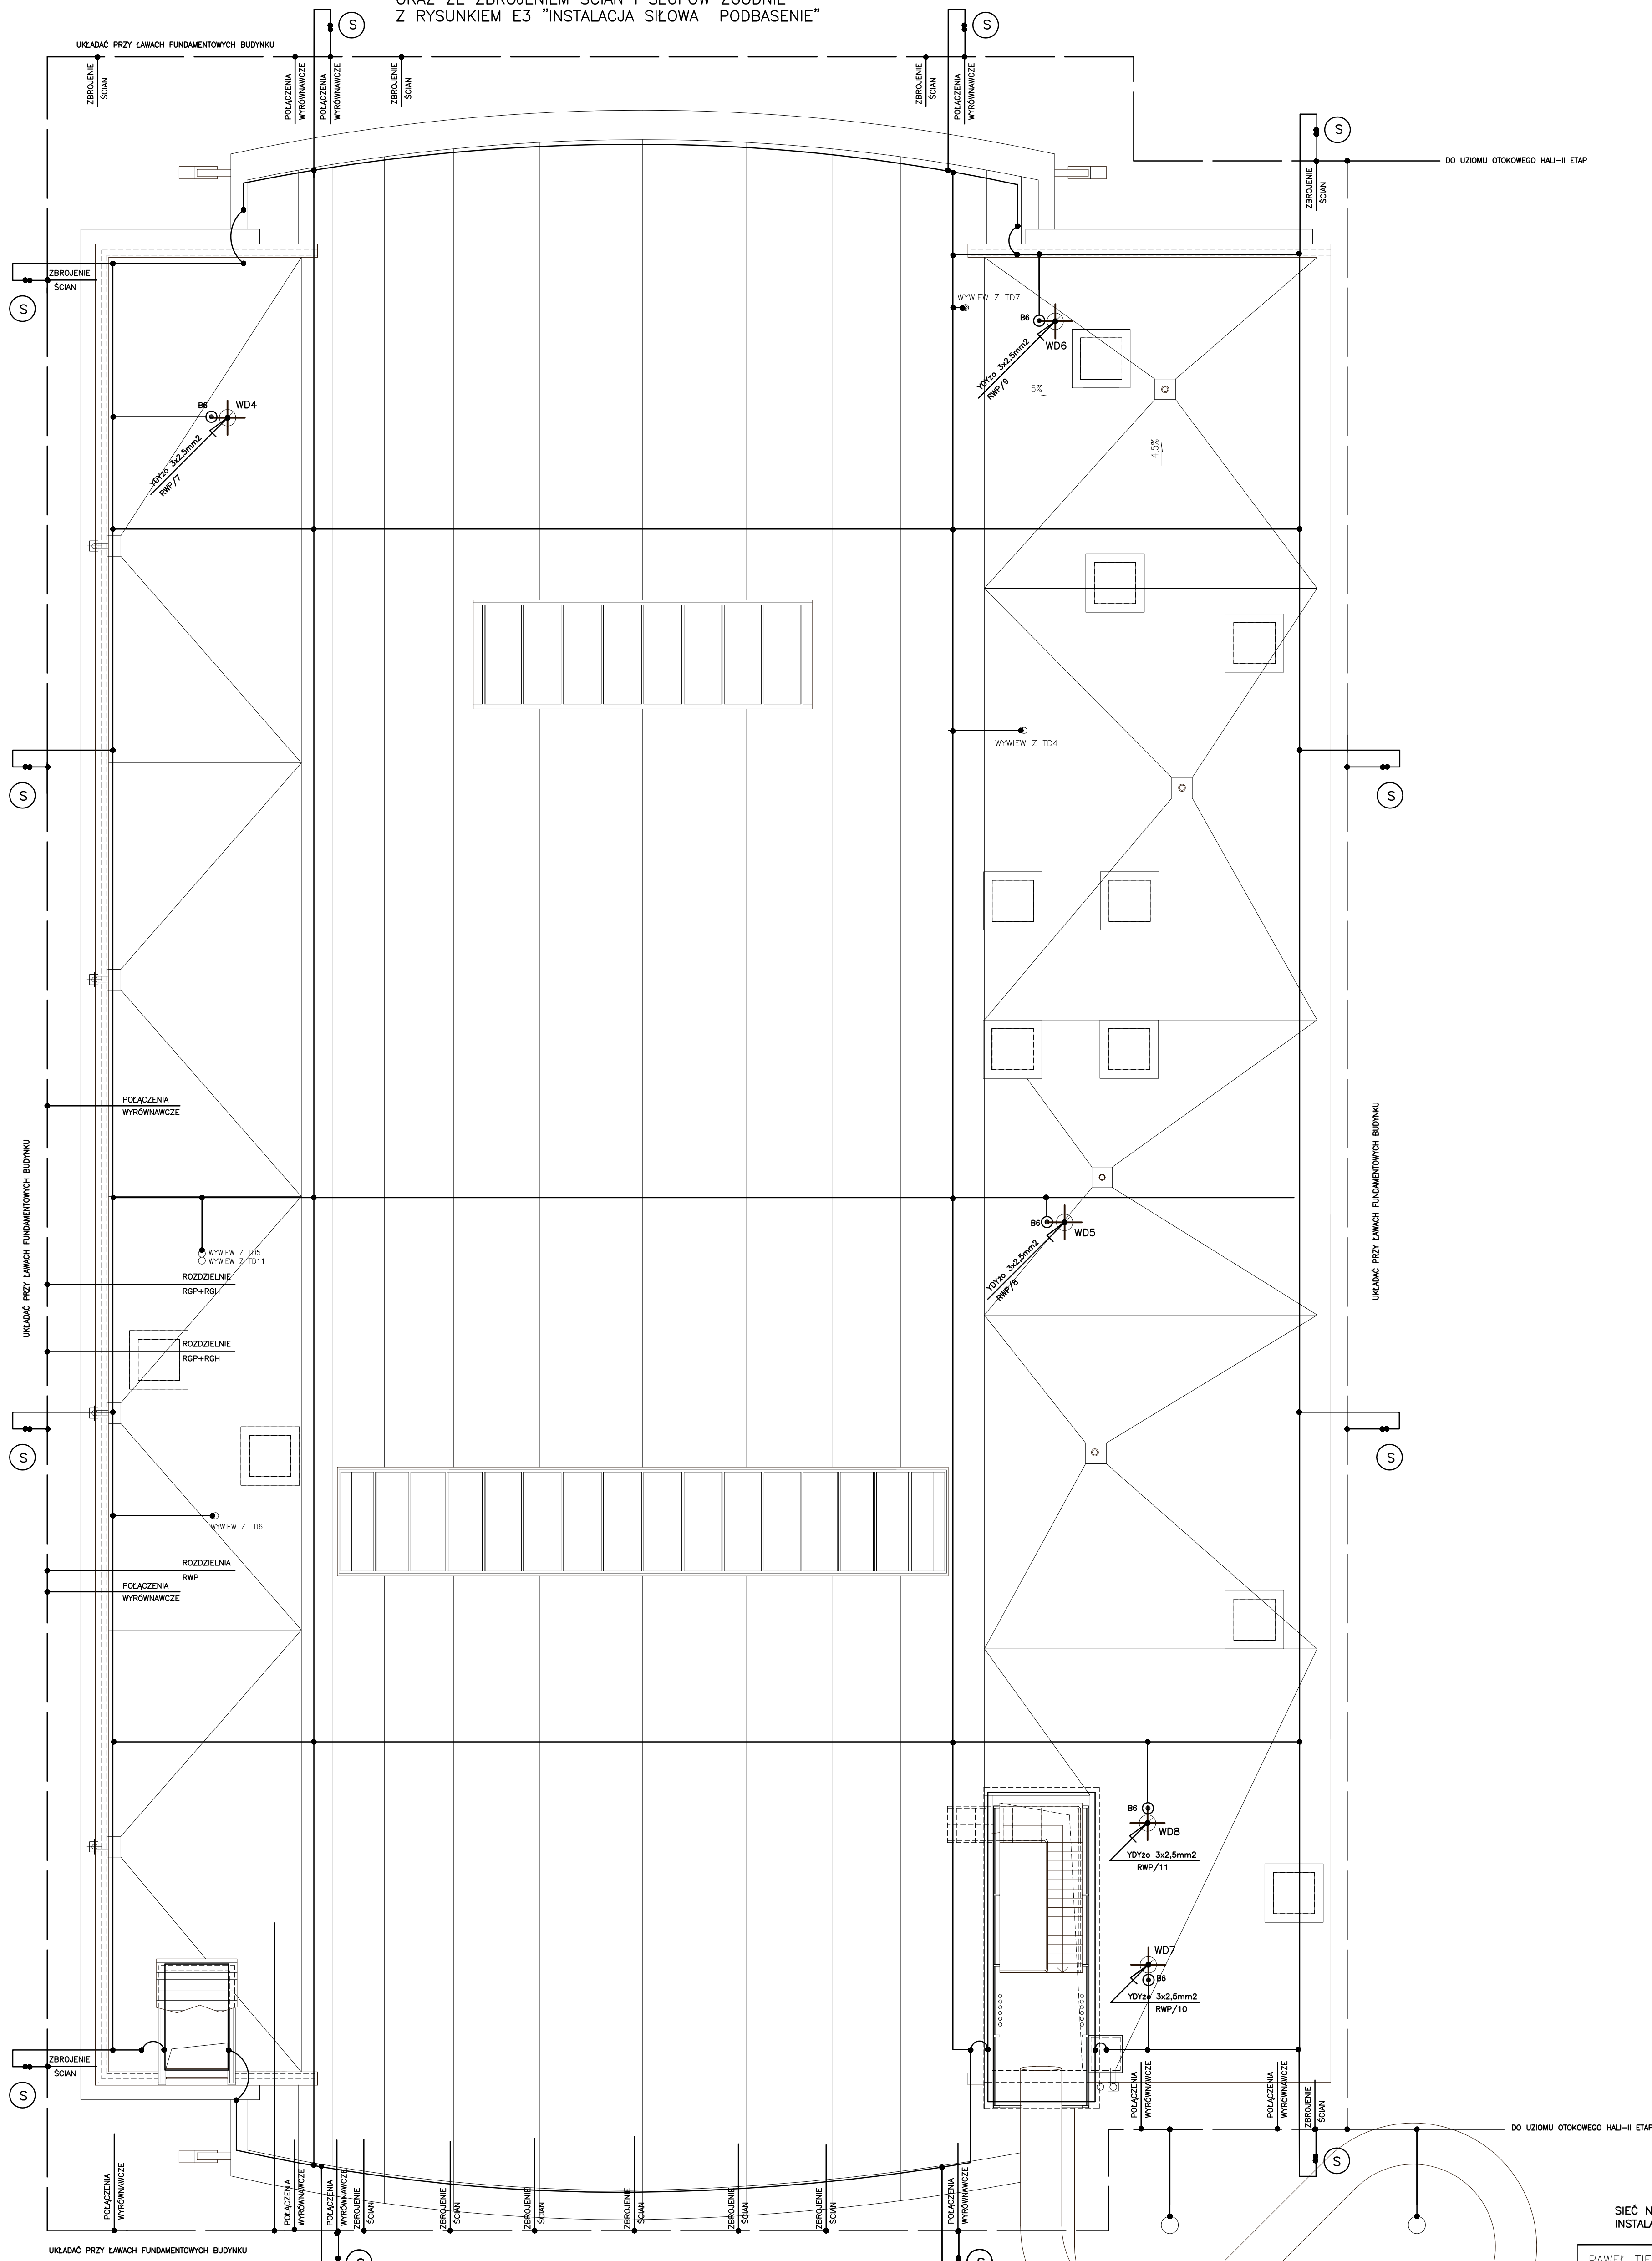 ORAZ ZE ZBROJENIEM ŚCIAN I SŁUPÓW ZGODNIE
Z RYSUNKIEM E3 "INSTALACJA SIŁOWA PODBASENIE"
S
S
UKŁADAĆ PRZY ŁAWACH FUNDAMENTOWYCH BUDYNKU
ZBROJENIE
ŚCIAN
POŁĄCZENIA
WYRÓWNAWCZE
POŁĄCZENIA
WYRÓWNAWCZE
ZBROJENIE
ŚCIAN
ZBROJENIE
ŚCIAN
POŁĄCZENIA
WYRÓWNAWCZE
S
DO UZIOMU OTOKOWEGO HALI-II ETAP
ZBROJENIE
ŚCIAN
ZBROJENIE
ŚCIAN
S
WYWIEW Z TD7
B6
WD6
YDYżo 3x2,5mm2
RWP/9
5%
B6
WD4
YDYżo 3x2,5mm2
RWP/7
4,5%
WYWIEW Z TD4
S
S
POŁĄCZENIA
WYRÓWNAWCZE
UKŁADAĆ PRZY ŁAWACH FUNDAMENTOWYCH BUDYNKU
UKŁADAĆ PRZY ŁAWACH FUNDAMENTOWYCH BUDYNKU
B6
WD5
YDYżo 3x2,5mm2
RWP/8
WYWIEW Z TD5
WYWIEW Z TD11
ROZDZIELNIE
RGP+RGH
ROZDZIELNIE
RGP+RGH
S
S
WYWIEW Z TD6
ROZDZIELNIA
RWP
POŁĄCZENIA
WYRÓWNAWCZE
B6
WD8
YDYżo 3x2,5mm2
RWP/11
WD7
B6
YDYżo 3x2,5mm2
RWP/10
ZBROJENIE
ŚCIAN
S
POŁĄCZENIA
WYRÓWNAWCZE
POŁĄCZENIA
WYRÓWNAWCZE
ZBROJENIE
ŚCIAN
DO UZIOMU OTOKOWEGO HALI-II ETAP
S
POŁĄCZENIA
WYRÓWNAWCZE
POŁĄCZENIA
WYRÓWNAWCZE
POŁĄCZENIA
WYRÓWNAWCZE
ZBROJENIE
ŚCIAN
ZBROJENIE
ŚCIAN
ZBROJENIE
ŚCIAN
ZBROJENIE
ŚCIAN
ZBROJENIE
ŚCIAN
ZBROJENIE
ŚCIAN
POŁĄCZENIA
WYRÓWNAWCZE
UKŁADAĆ PRZY ŁAWACH FUNDAMENTOWYCH BUDYNKU
SIEĆ